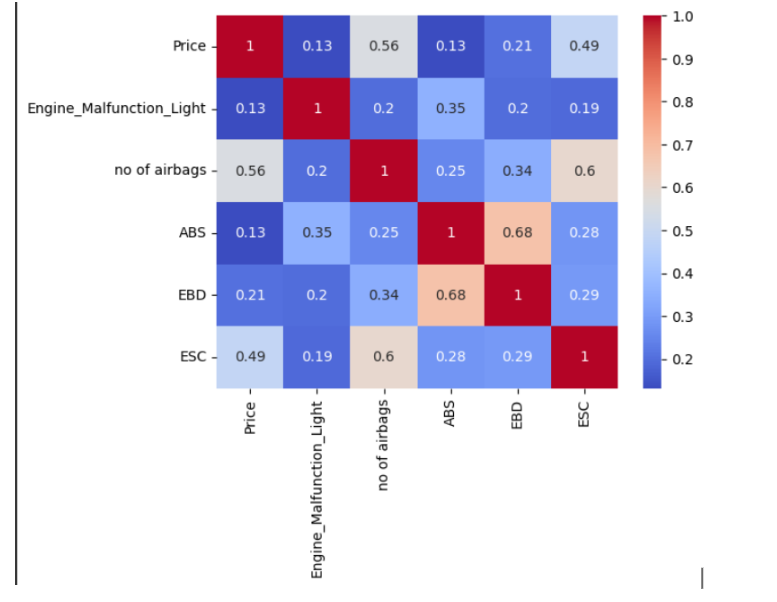 Price 1 0.13 0.56 0.13 0.21 0.49
Engine_Malfunction_Light 0.13 1 0.2 0.35 0.2 0.19
no of airbags 0.56 0.2 1 0.25 0.34 0.6
ABS 0.13 0.35 0.25 1 0.68 0.28
EBD 0.21 0.2 0.34 0.68 1 0.29
ESC 0.49 0.19 0.6 0.28 0.29 1
Price
Engine_Malfunction_Light
no of airbags
ABS
EBD
ESC
1.0
0.9
0.8
0.7
0.6
0.5
0.4
0.3
0.2